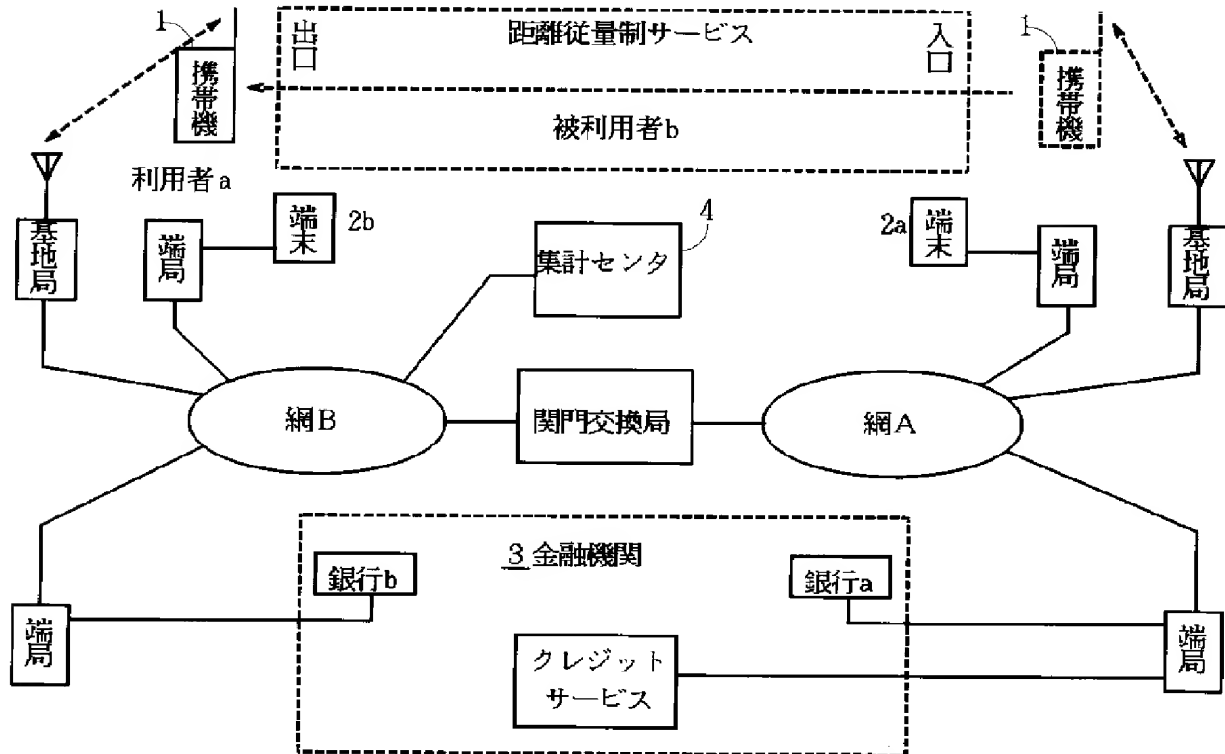 1
携帯機
出口
距離従量制サービス
入口
1
携帯機
被利用者b
利用者a
基地局
端局
端末
2b
集計センタ
4
2a
端末
端局
基地局
網B
関門交換局
網A
3 金融機関
銀行b
銀行a
端局
クレジット
サービス
端局